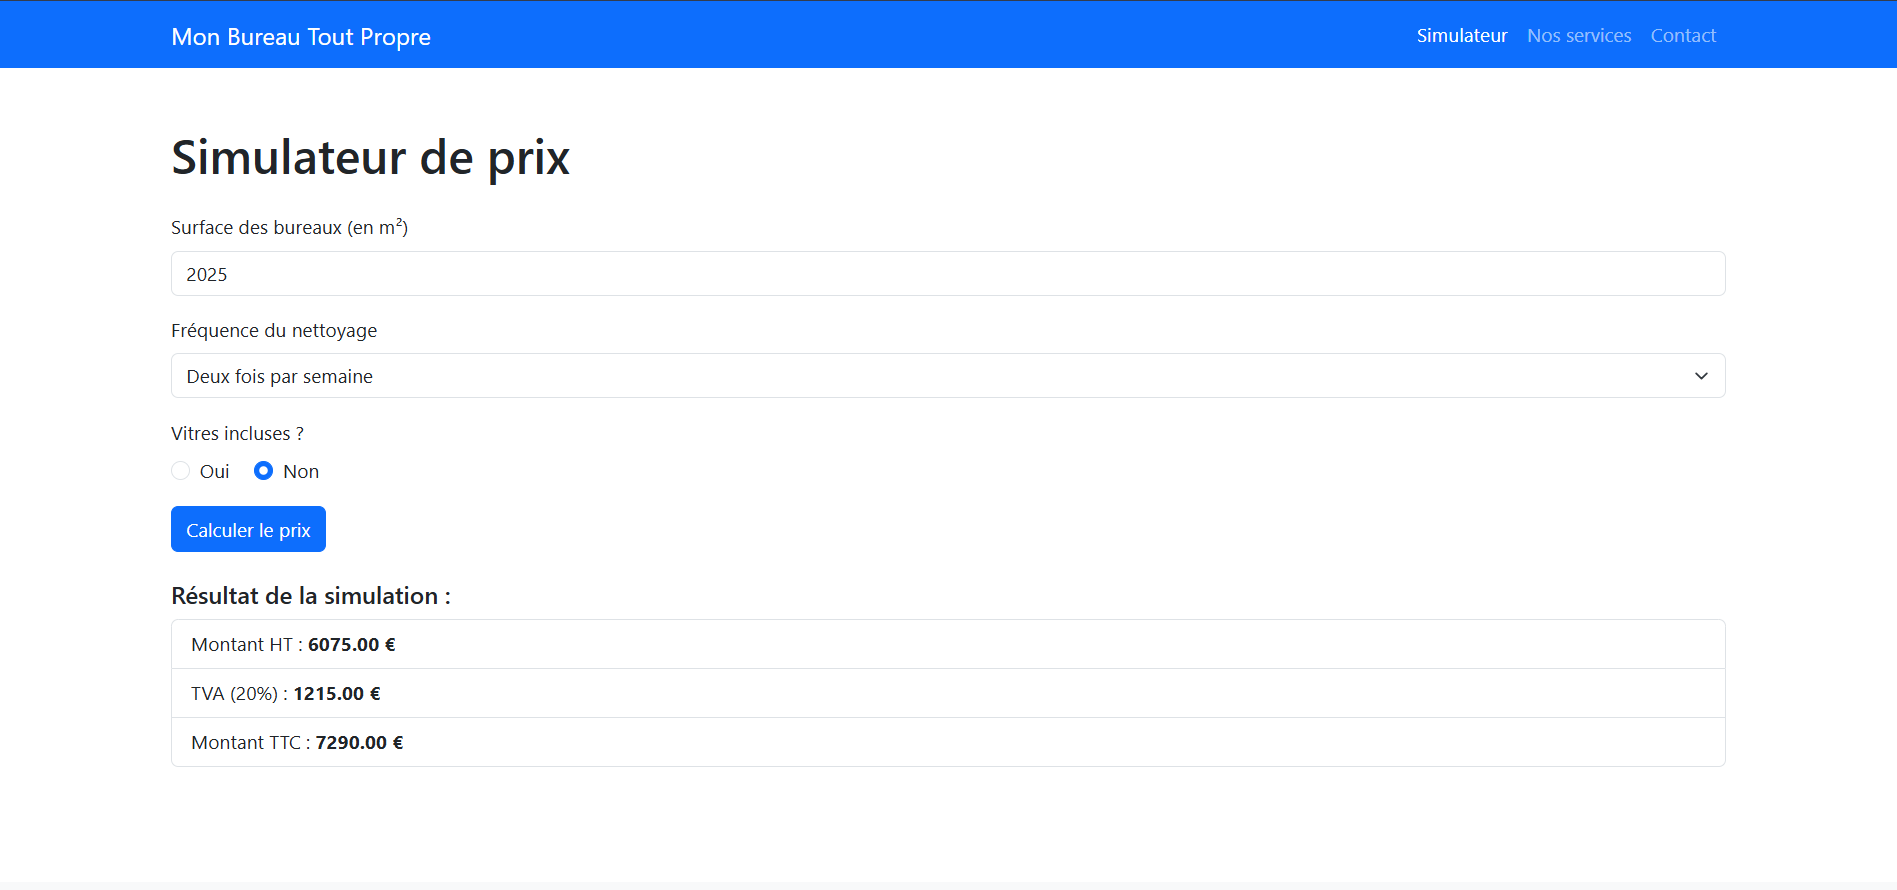 Mon Bureau Tout Propre
Simulateur Nos services Contact
Simulateur de prix
Surface des bureaux (en m²)
2025
Fréquence du nettoyage
Deux fois par semaine
Vitres incluses ?
Oui Non
Calculer le prix
Résultat de la simulation :
Montant HT : 6075.00 €
TVA (20%) : 1215.00 €
Montant TTC : 7290.00 €